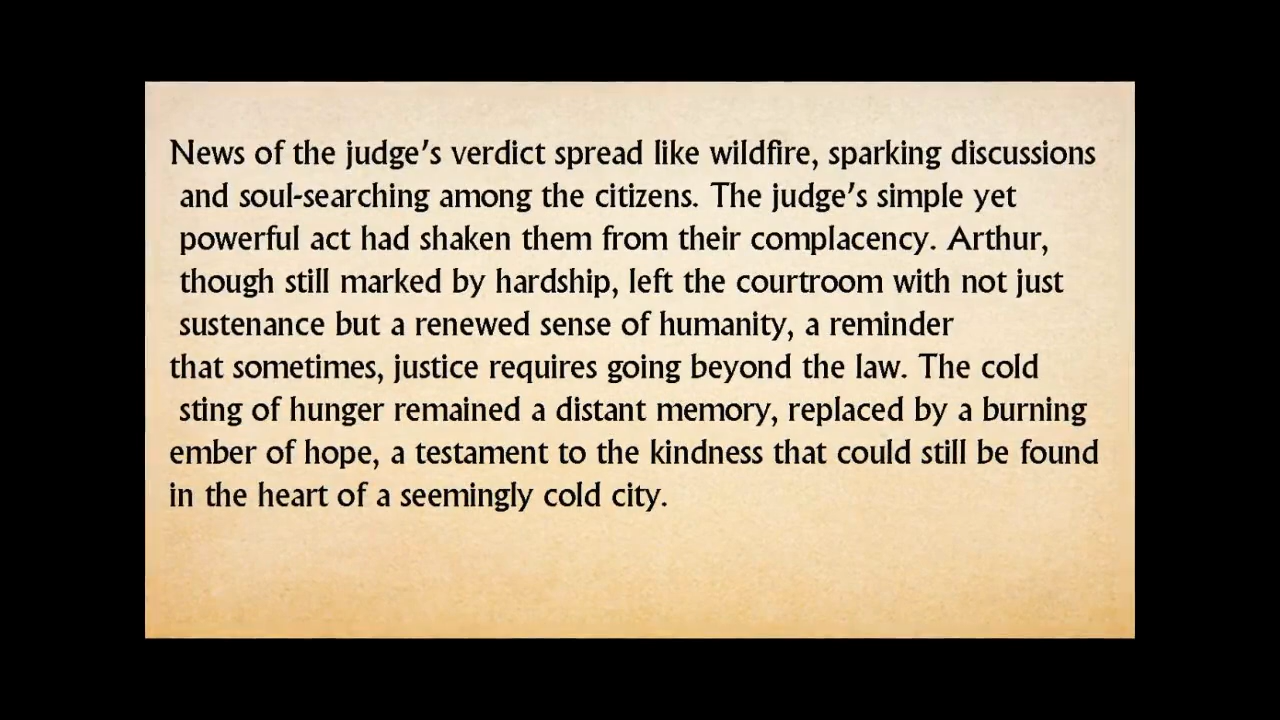 News of the judge's verdict spread like wildfire, sparking discussions
and soul-searching among the citizens. The judge's simple yet
powerful act had shaken them from their complacency. Arthur,
though still marked by hardship, left the courtroom with not just
sustenance but a renewed sense of humanity, a reminder
that sometimes, justice requires going beyond the law. The cold
sting of hunger remained a distant memory, replaced by a burning
ember of hope, a testament to the kindness that could still be found
in the heart of a seemingly cold city.